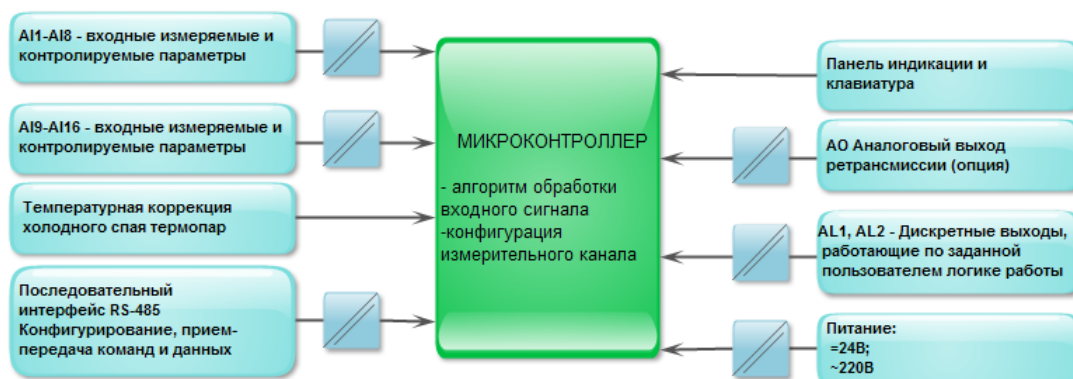 AI1-AI8 - входные измеряемые и
контролируемые параметры
AI9-AI16 - входные измеряемые и
контролируемые параметры
Температурная коррекция
холодного спая термопар
Последовательный
интерфейс RS-485
Конфигурирование, прием-
передача команд и данных
МИКРОКОНТРОЛЛЕР
- алгоритм обработки
входного сигнала
-конфигурация
измерительного канала
Панель индикации и
клавиатура
АО Аналоговый выход
ретрансмиссии (опция)
AL1, AL2 - Дискретные выходы,
работающие по заданной
пользователем логике работы
Питание:
=24В;
~220В